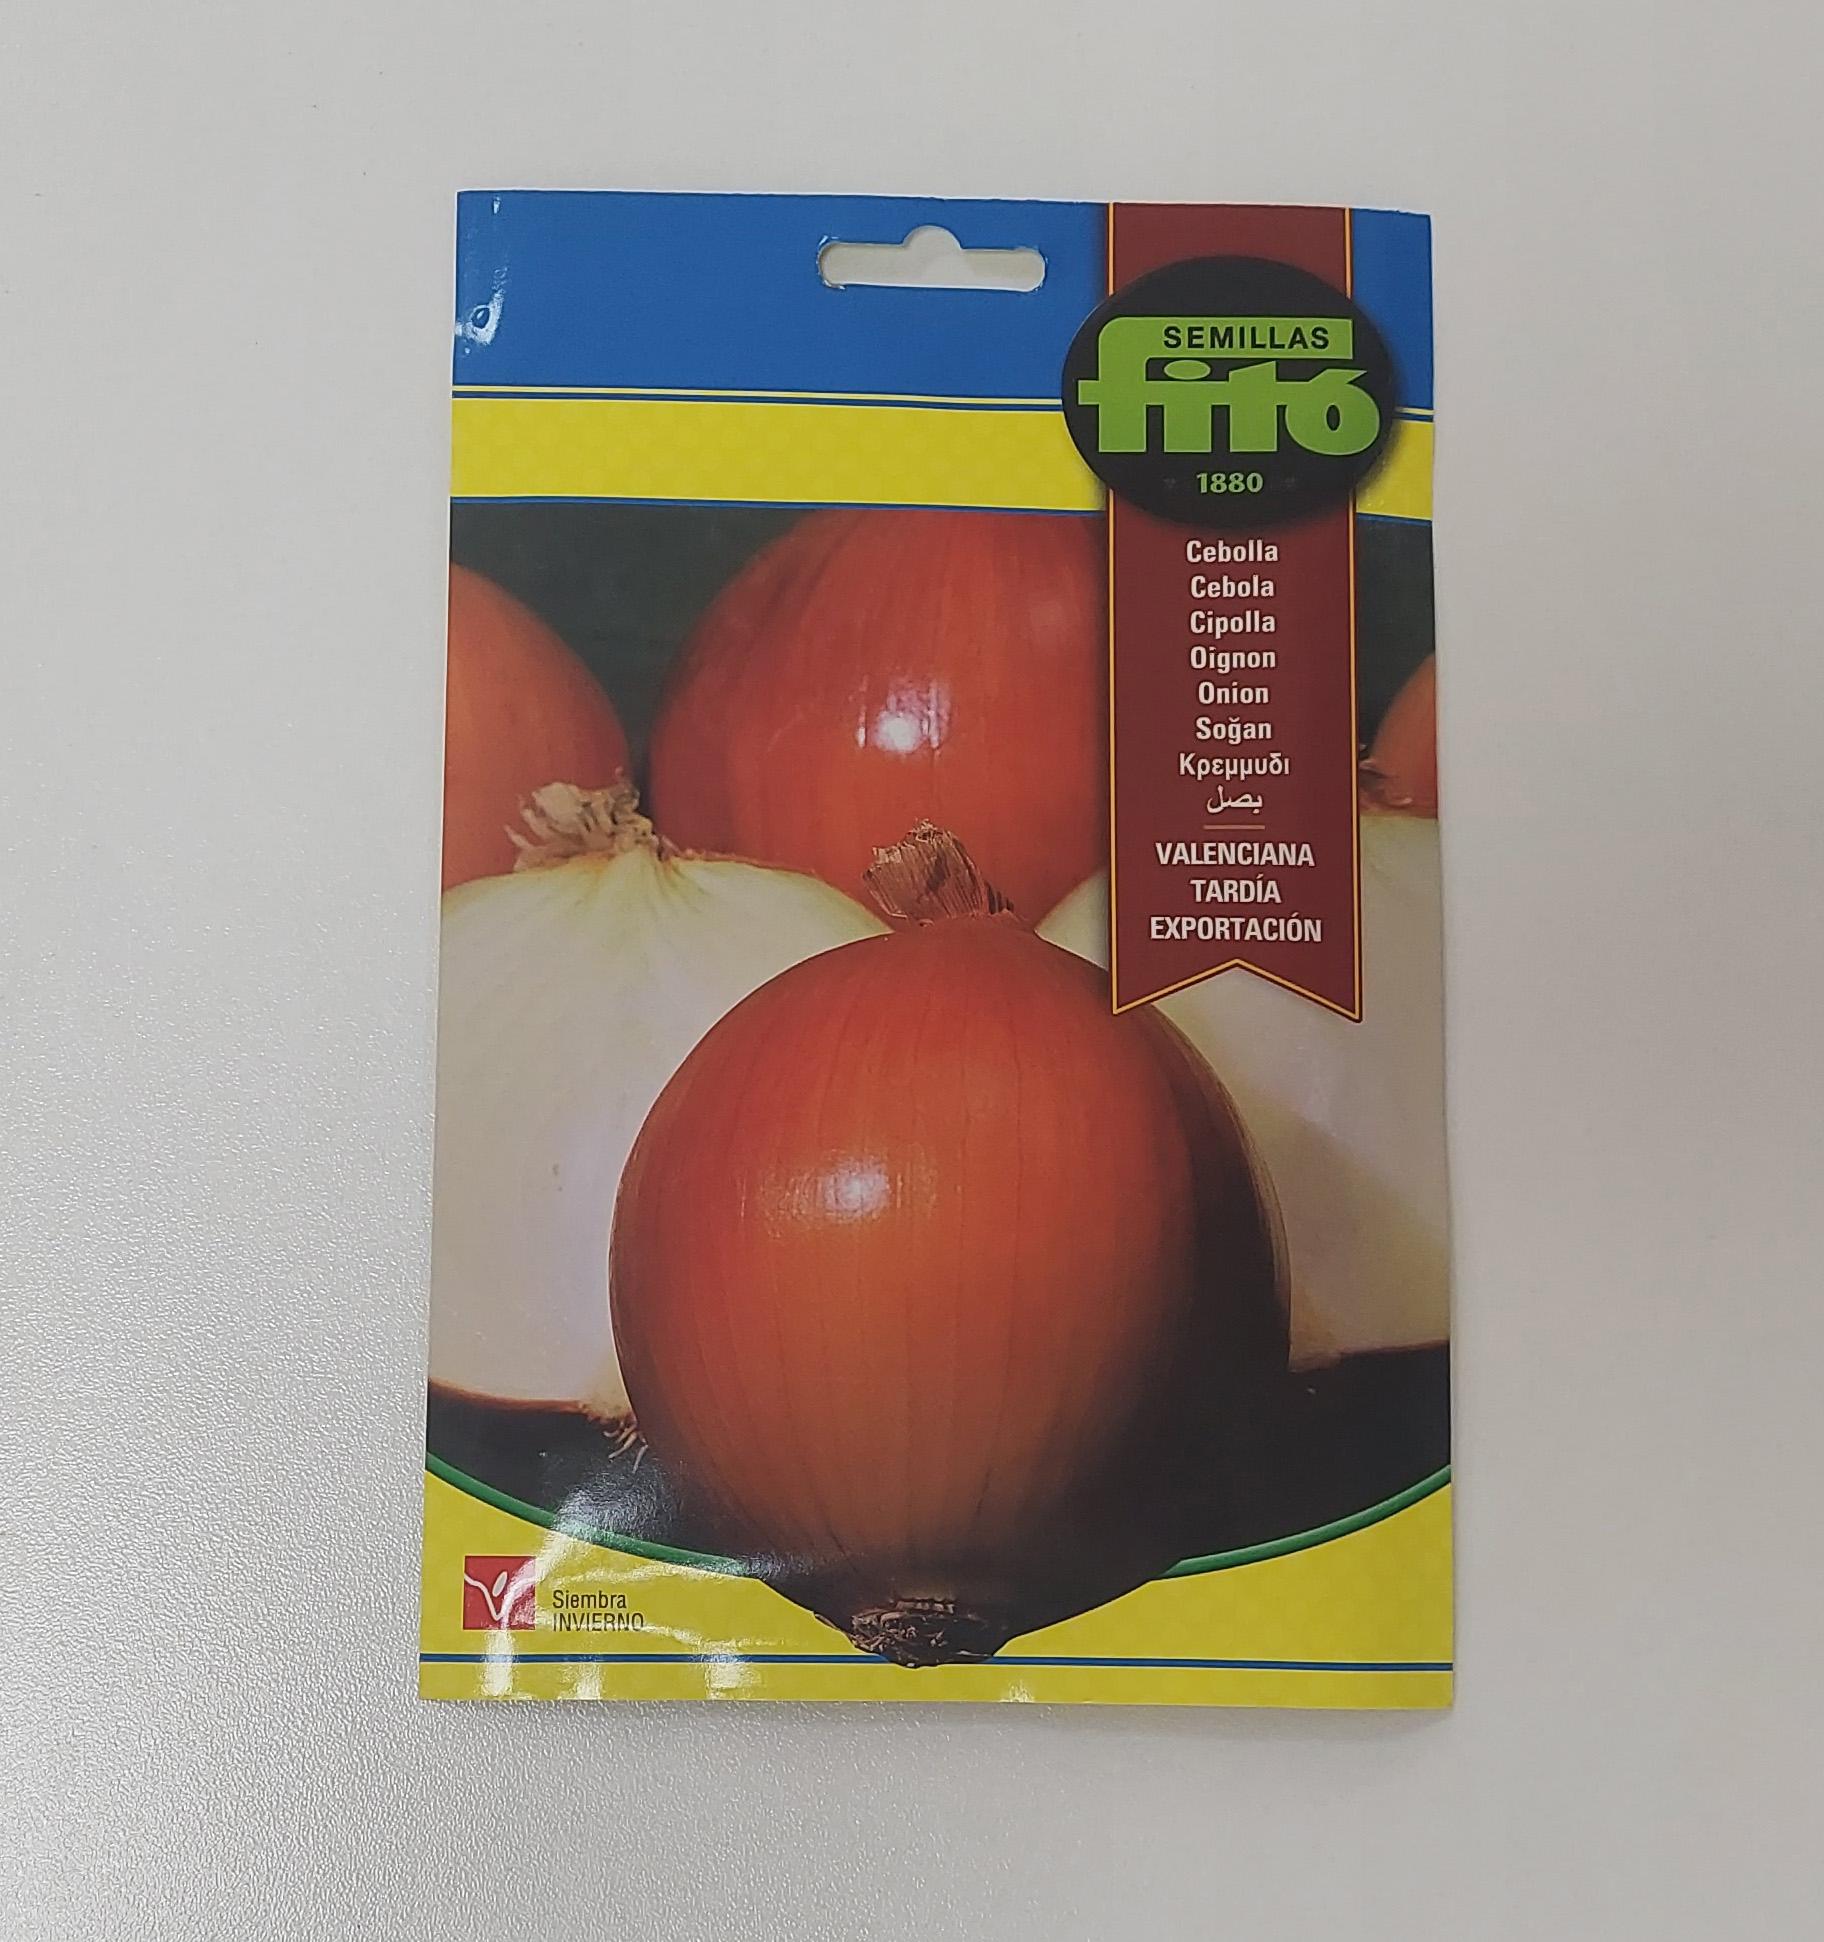 SEMILLAS
fitó
1880
Cebolla
Cebola
Cipolla
Oignon
Onion
Soğan
Κρεμμυδι
بصل
VALENCIANA
TARDÍA
EXPORTACIÓN
Siembra
INVIERNO